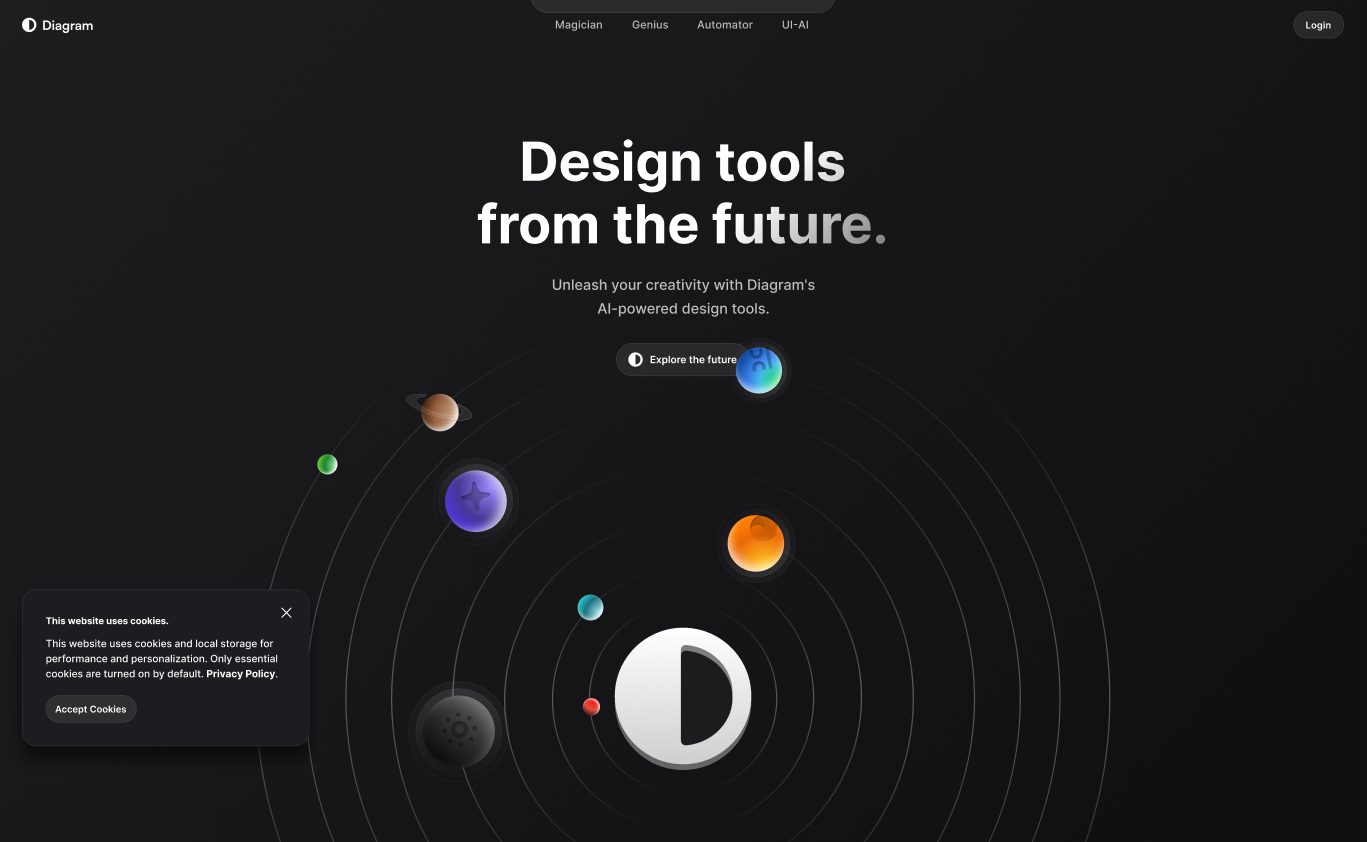 Diagram
Magician
Genius
Automator
UI-AI
Login
Design tools
from the future.
Unleash your creativity with Diagram's
AI-powered design tools.
Explore the future
This website uses cookies.
This website uses cookies and local storage for
performance and personalization. Only essential
cookies are turned on by default. Privacy Policy.
Accept Cookies